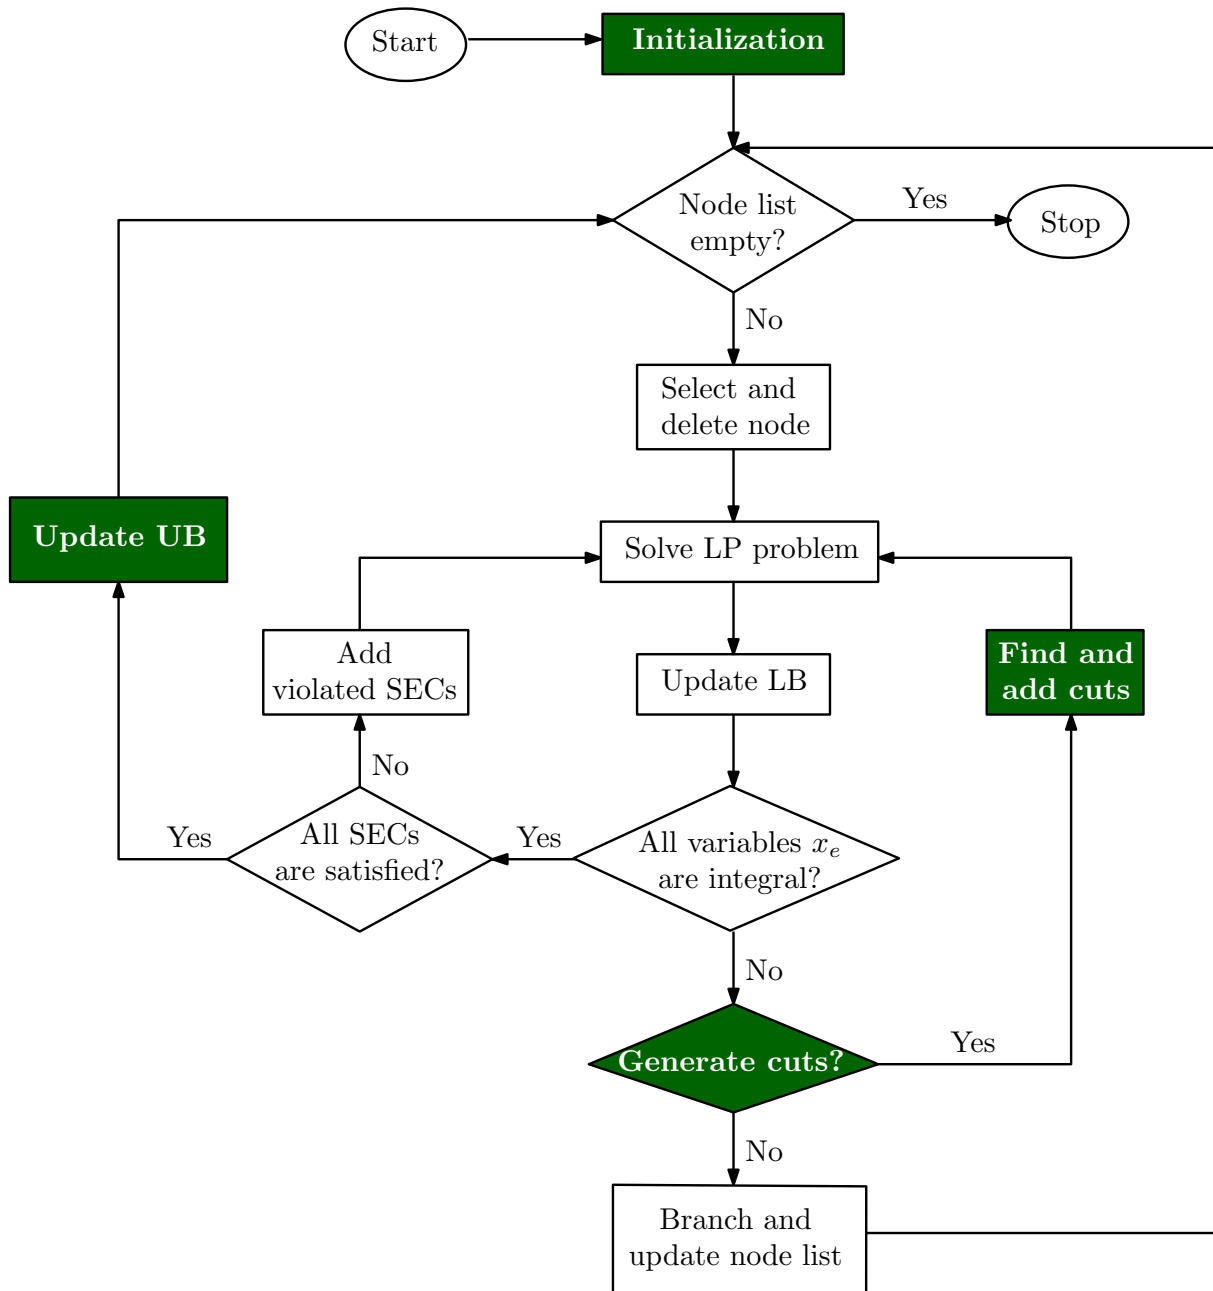 Start
Initialization
Node list
empty?
Yes
Stop
No
Select and
delete node
Update UB
Solve LP problem
Add
violated SECs
Update LB
Find and
add cuts
No
All SECs
are satisfied?
Yes
Yes
All variables $x_e$
are integral?
No
Generate cuts?
Yes
No
Branch and
update node list